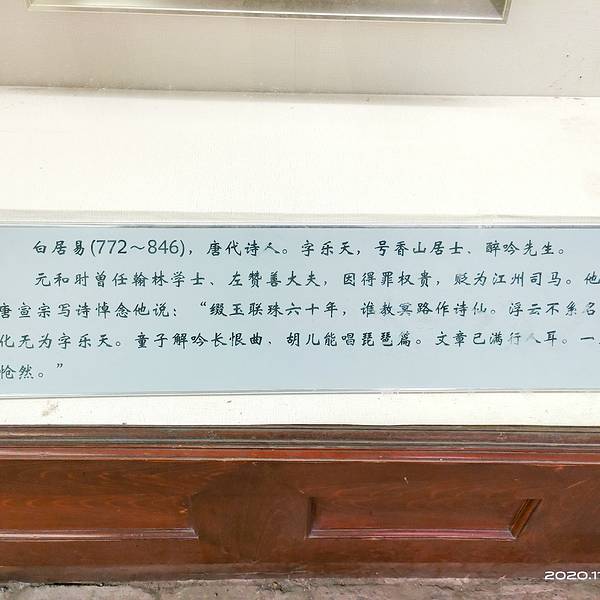 白居易(772～846)，唐代诗人。字乐天，号香山居士、醉吟先生。
元和时曾任翰林学士、左赞善大夫，因得罪权贵，贬为江州司马。他
唐宣宗写诗悼念他说：“缀玉联珠六十年，谁教冥路作诗仙。浮云不系名
化无为字乐天。童子解吟长恨曲、胡儿能唱琵琶篇。文章已满行人耳。一
怆然。”
2020.11